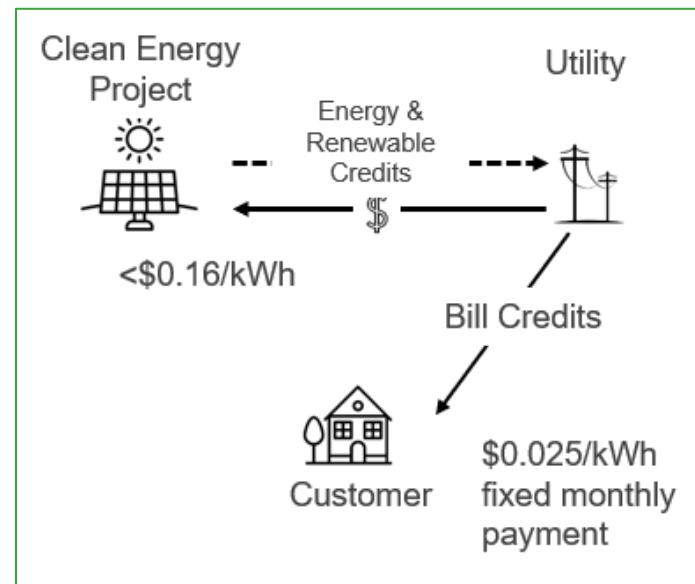 Clean Energy
Project
Utility
Energy &
Renewable
Credits
$
<$0.16/kWh
Bill Credits
Customer
$0.025/kWh
fixed monthly
payment